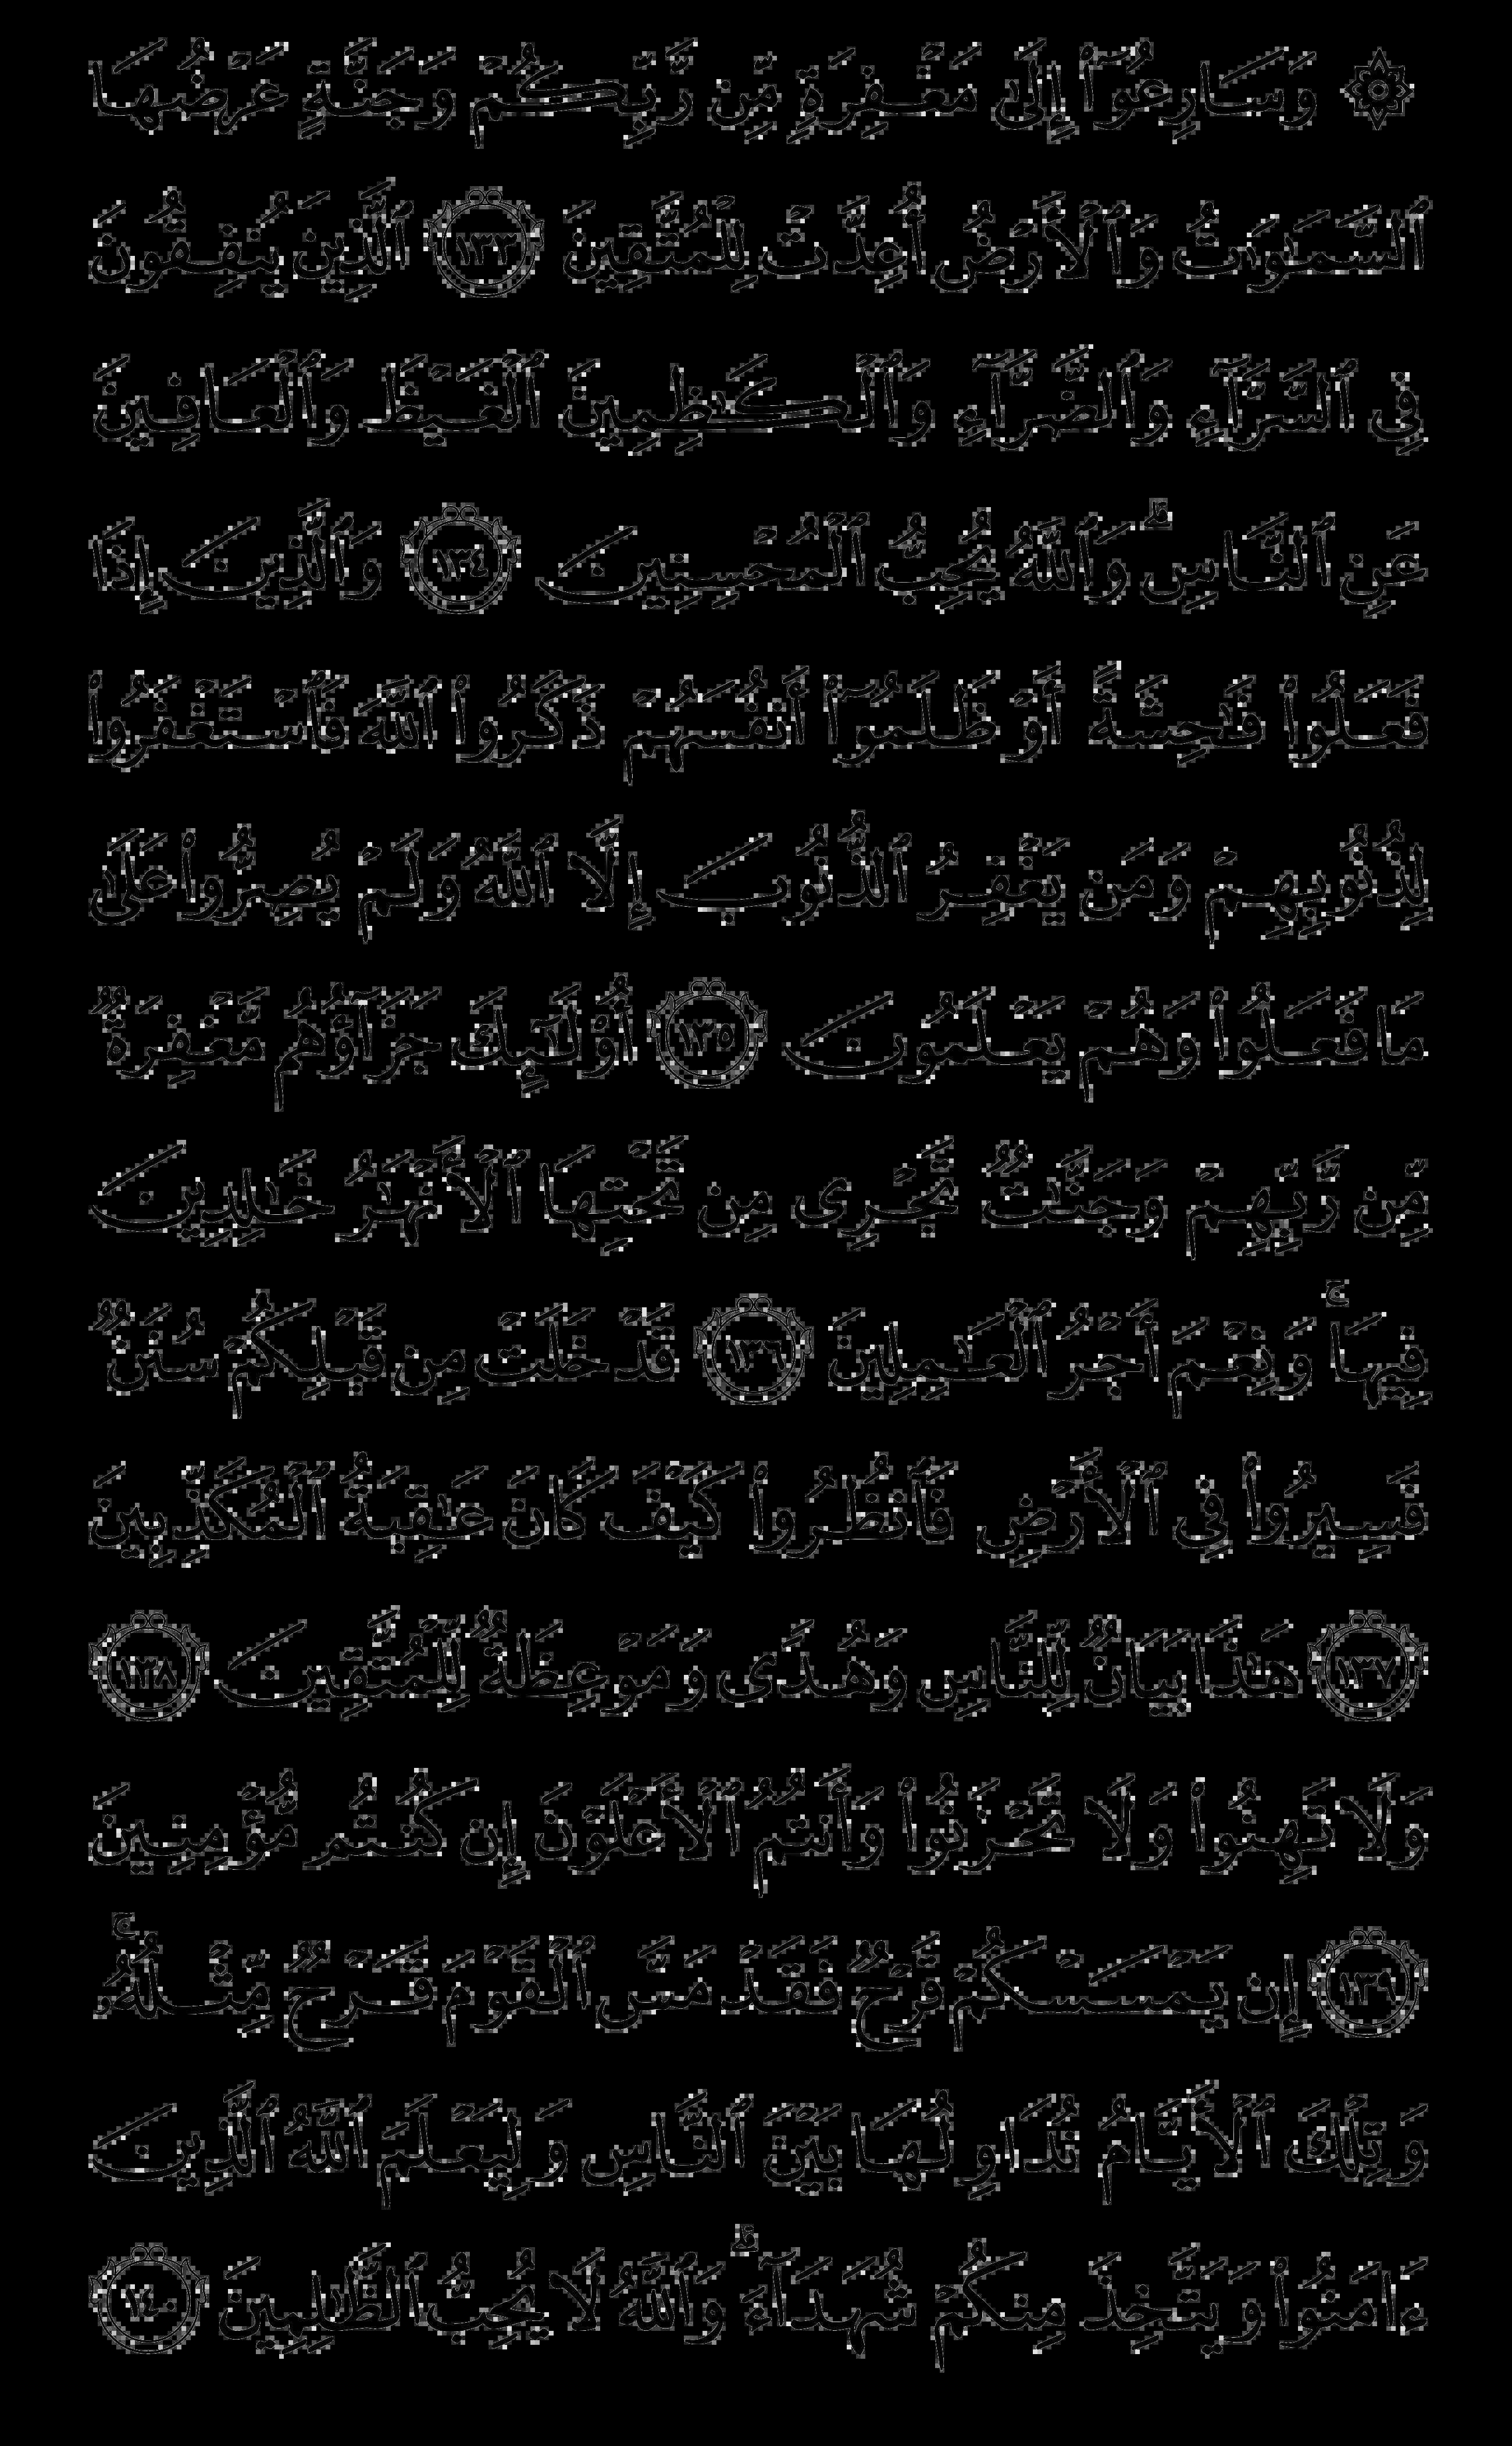 ۞ وَسَارِعُوٓا۟ إِلَىٰ مَغْفِرَةٍ مِّن رَّبِّكُمْ وَجَنَّةٍ عَرْضُهَا
ٱلسَّمَـٰوَٰتُ وَٱلْأَرْضُ أُعِدَّتْ لِلْمُتَّقِينَ ١٣٣ ٱلَّذِينَ يُنفِقُونَ
فِى ٱلسَّرَّآءِ وَٱلضَّرَّآءِ وَٱلْكَـٰظِمِينَ ٱلْغَيْظَ وَٱلْعَافِينَ
عَنِ ٱلنَّاسِ ۗ وَٱللَّهُ يُحِبُّ ٱلْمُحْسِنِينَ ١٣٤ وَٱلَّذِينَ إِذَا
فَعَلُوا۟ فَـٰحِشَةً أَوْ ظَلَمُوٓا۟ أَنفُسَهُمْ ذَكَرُوا۟ ٱللَّهَ فَٱسْتَغْفَرُوا۟
لِذُنُوبِهِمْ وَمَن يَغْفِرُ ٱلذُّنُوبَ إِلَّا ٱللَّهُ وَلَمْ يُصِرُّوا۟ عَلَىٰ
مَا فَعَلُوا۟ وَهُمْ يَعْلَمُونَ ١٣٥ أُو۟لَـٰٓئِكَ جَزَآؤُهُم مَّغْفِرَةٌ
مِّن رَّبِّهِمْ وَجَنَّـٰتٌ تَجْرِى مِن تَحْتِهَا ٱلْأَنْهَـٰرُ خَـٰلِدِينَ
فِيهَا ۚ وَنِعْمَ أَجْرُ ٱلْعَـٰمِلِينَ ١٣٦ قَدْ خَلَتْ مِن قَبْلِكُمْ سُنَنٌ
فَسِيرُوا۟ فِى ٱلْأَرْضِ فَٱنظُرُوا۟ كَيْفَ كَانَ عَـٰقِبَةُ ٱلْمُكَذِّبِينَ
١٣٧ هَـٰذَا بَيَانٌ لِّلنَّاسِ وَهُدًى وَمَوْعِظَةٌ لِّلْمُتَّقِينَ ١٣٨
وَلَا تَهِنُوا۟ وَلَا تَحْزَنُوا۟ وَأَنتُمُ ٱلْأَعْلَوْنَ إِن كُنتُم مُّؤْمِنِينَ
١٣٩ إِن يَمْسَسْكُمْ قَرْحٌ فَقَدْ مَسَّ ٱلْقَوْمَ قَرْحٌ مِّثْلُهُۥ ۚ
وَتِلْكَ ٱلْأَيَّامُ نُدَاوِلُهَا بَيْنَ ٱلنَّاسِ وَلِيَعْلَمَ ٱللَّهُ ٱلَّذِينَ
ءَامَنُوا۟ وَيَتَّخِذَ مِنكُمْ شُهَدَآءَ ۗ وَٱللَّهُ لَا يُحِبُّ ٱلظَّـٰلِمِينَ ١٤٠